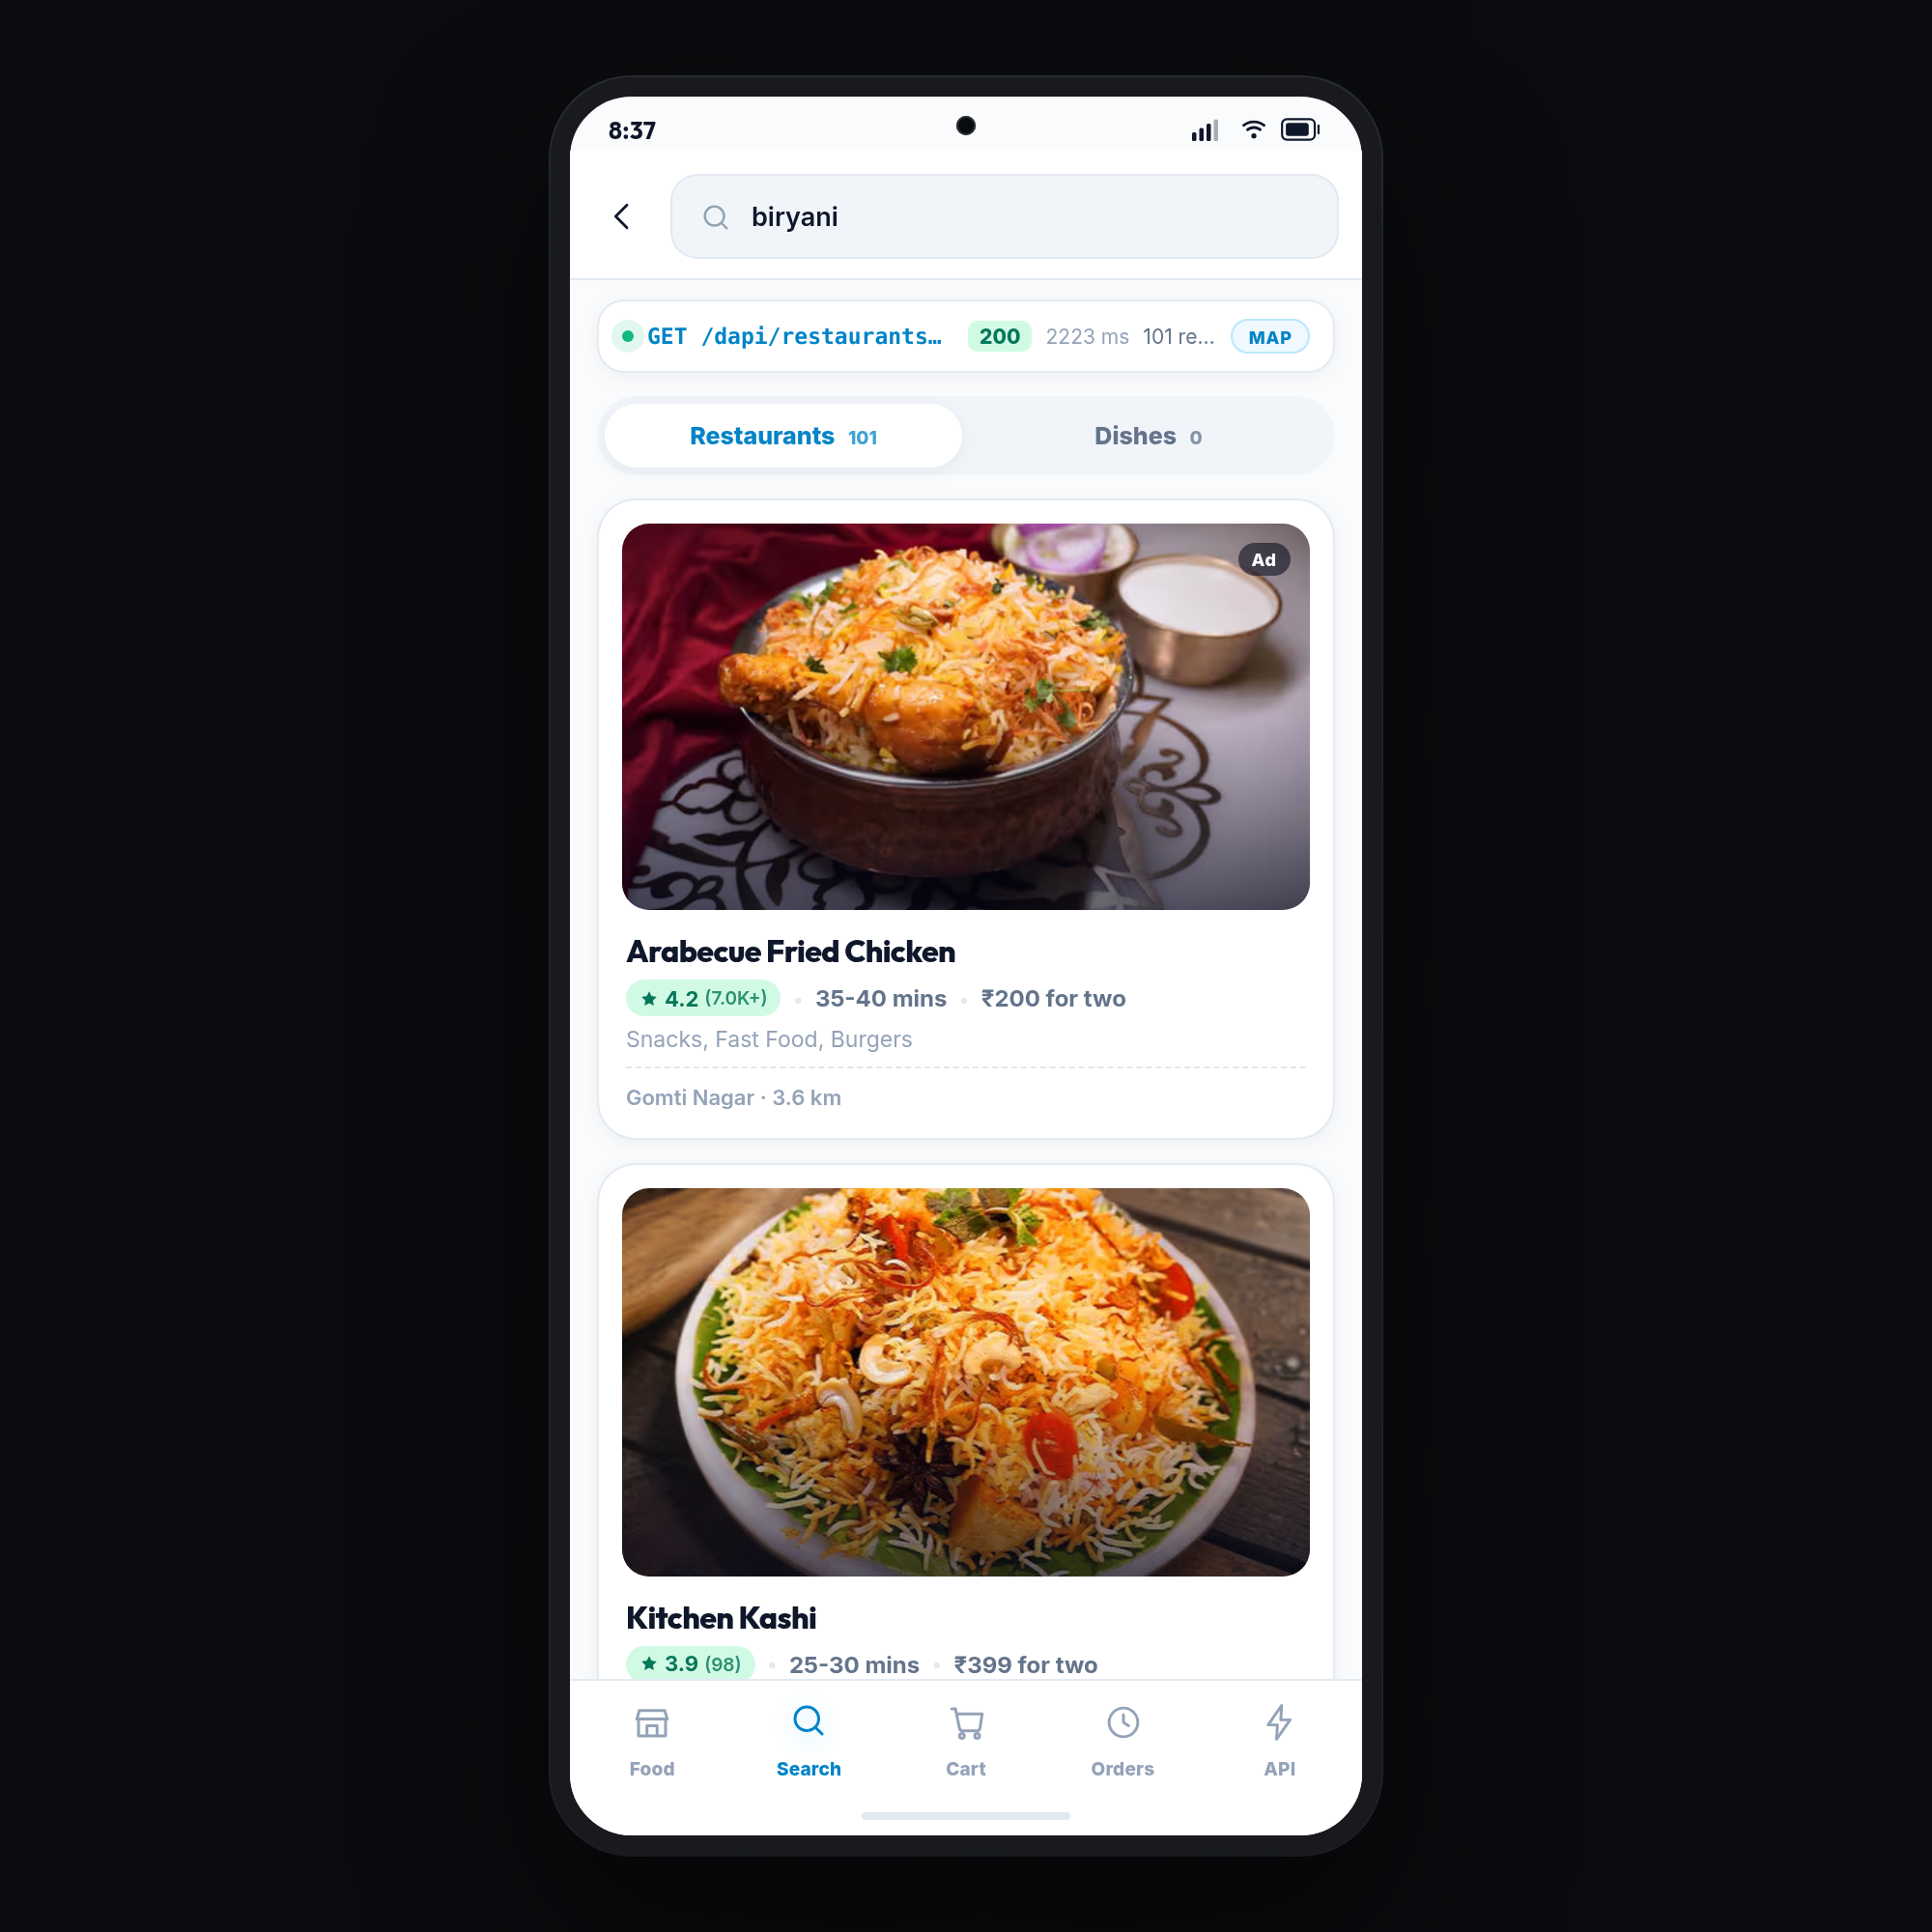 8:37
biryani
GET /dapi/restaurants… 200 2223 ms 101 re… MAP
Restaurants 101 Dishes 0
Ad
Arabecue Fried Chicken
4.2 (7.0K+) • 35-40 mins • ₹200 for two
Snacks, Fast Food, Burgers
Gomti Nagar · 3.6 km
Kitchen Kashi
3.9 (98) • 25-30 mins • ₹399 for two
Food Search Cart Orders API